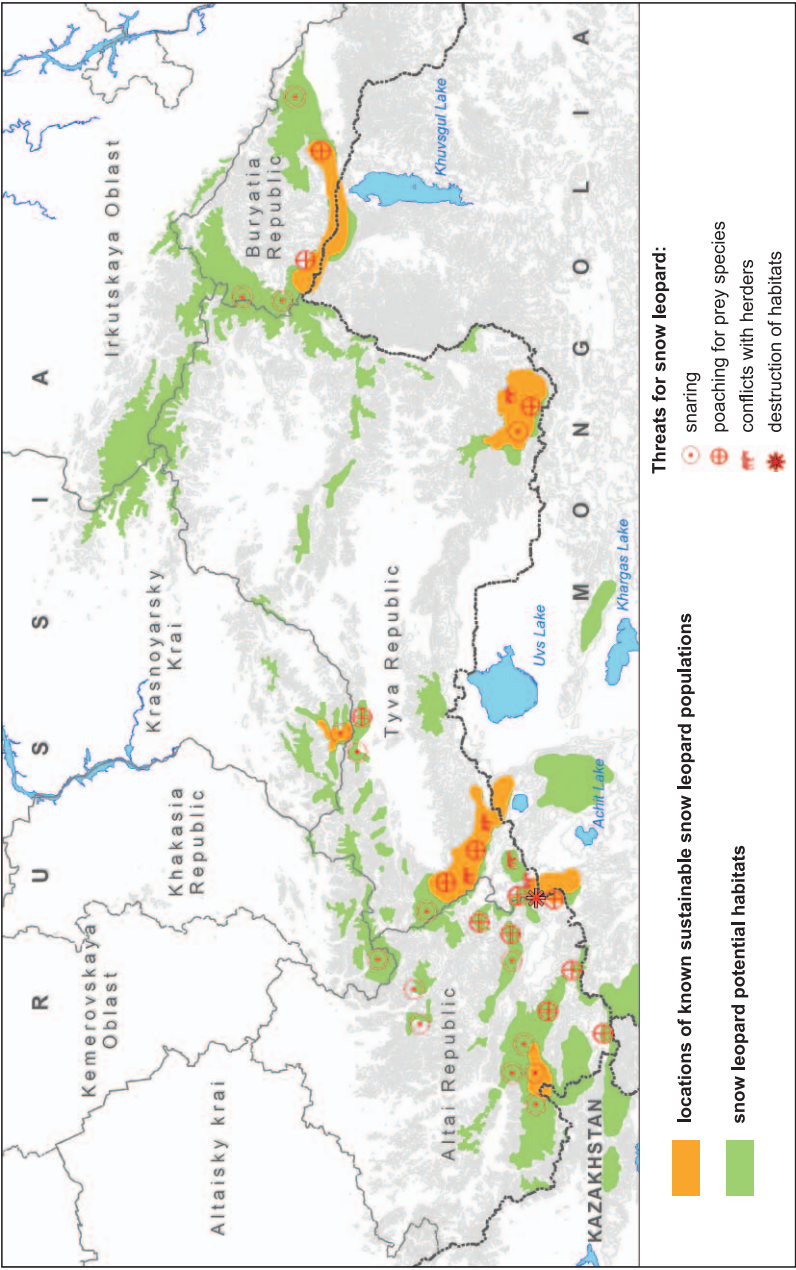 R U S S I A
Kemerovskaya
Oblast
Khakasia
Republic
Krasnoyarsky
Krai
Irkutskaya Oblast
Altaisky krai
Buryatia
Republic
Altai Republic
Tyva Republic
Khuvsgul Lake
Uvs Lake
Achit Lake
Khargas Lake
KAZAKHSTAN
M O N G O L I A
locations of known sustainable snow leopard populations
snow leopard potential habitats
Threats for snow leopard:
snaring
poaching for prey species
conflicts with herders
destruction of habitats